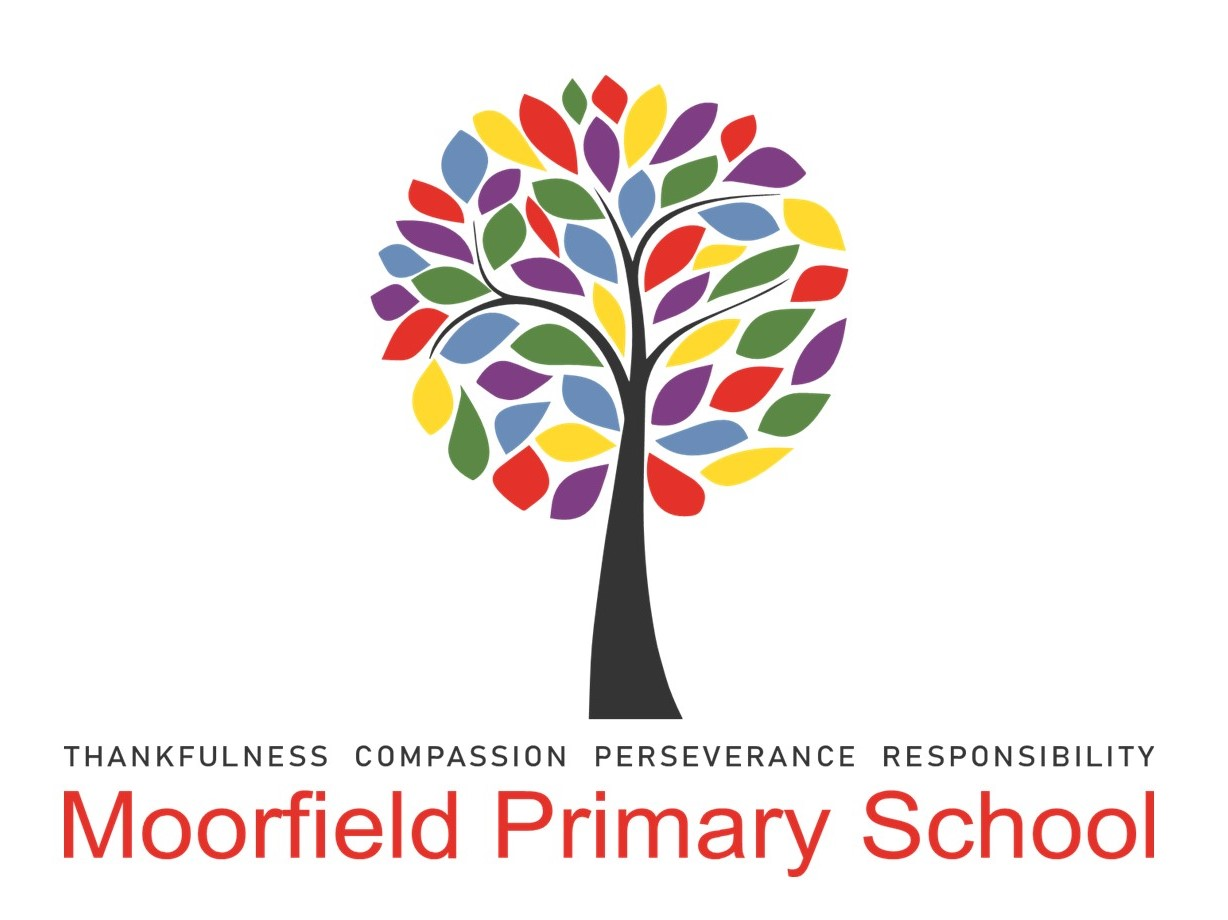 THANKFULNESS COMPASSION PERSEVERANCE RESPONSIBILITY
Moorfield Primary School